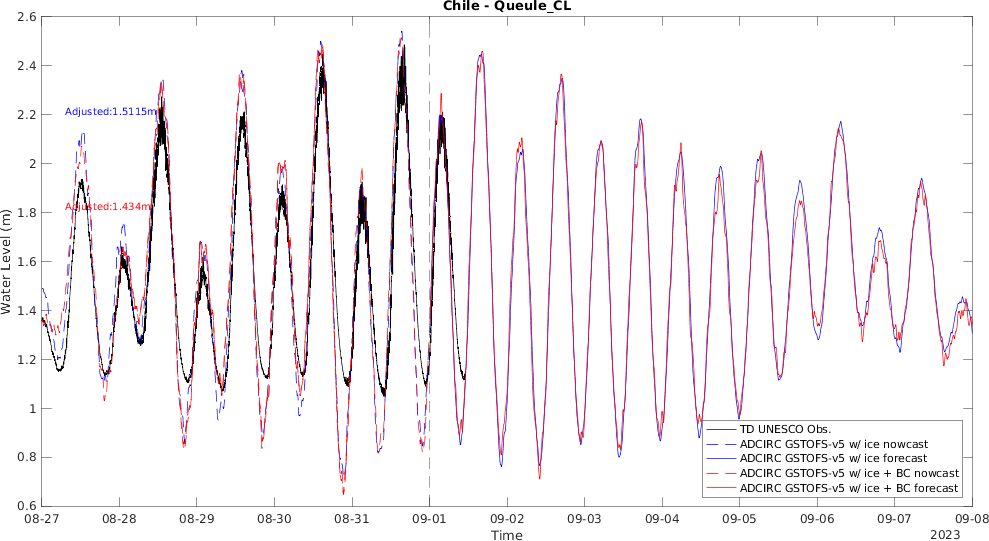 Chile - Queule_CL
2.6
2.4
2.2
2
1.8
1.6
1.4
1.2
1
0.8
0.6
Water Level (m)
Adjusted:1.5115m
Adjusted:1.434m
TD UNESCO Obs.
ADCIRC GSTOFS-v5 w/ ice nowcast
ADCIRC GSTOFS-v5 w/ ice forecast
ADCIRC GSTOFS-v5 w/ ice + BC nowcast
ADCIRC GSTOFS-v5 w/ ice + BC forecast
08-27 08-28 08-29 08-30 08-31 09-01 09-02 09-03 09-04 09-05 09-06 09-07 09-08
Time
2023